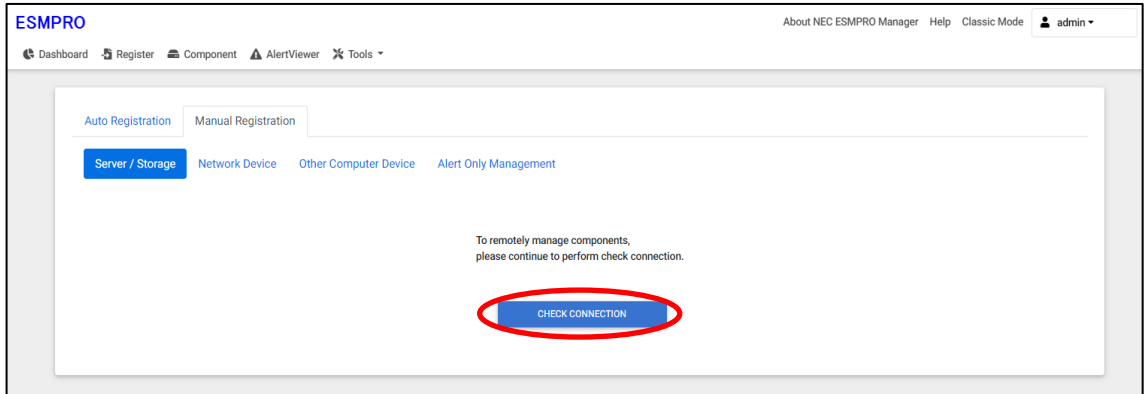 ESMPRO
About NEC ESMPRO Manager Help Classic Mode admin
Dashboard Register Component AlertViewer Tools
Auto Registration Manual Registration
Server / Storage Network Device Other Computer Device Alert Only Management
To remotely manage components,
please continue to perform check connection.
CHECK CONNECTION